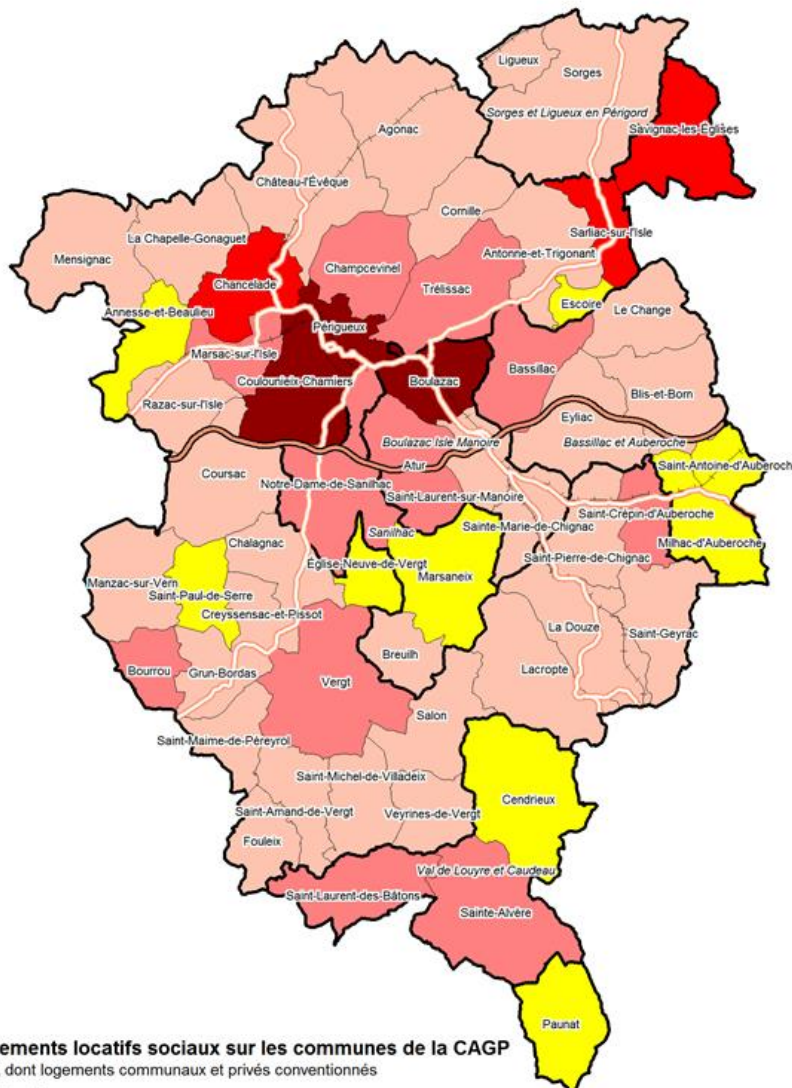 Ligueux
Sorges
Sorges et Ligueux en Périgord
Savignac-les-Églises
Agonac
Château-l'Évêque
Cornille
Sarliac-sur-l'Isle
La Chapelle-Gonaguet
Antonne-et-Trigonant
Mensignac
Champcevinel
Chancelade
Trélissac
Escoire
Le Change
Annesse-et-Beaulieu
Périgueux
Marsac-sur-l'Isle
Bassillac
Coulounieix-Chamiers
Boulazac
Blis-et-Born
Razac-sur-l'Isle
Eyliac
Boulazac Isle Manoire
Bassillac et Auberoche
Atur
Saint-Antoine-d'Auberoch
Coursac
Notre-Dame-de-Sanilhac
Saint-Laurent-sur-Manoire
Saint-Crépin-d'Auberoche
Sainte-Marie-de-Chignac
Sanilhac
Chalagnac
Milhac-d'Auberoche
Saint-Pierre-de-Chignac
Église-Neuve-de-Vergt
Marsaneix
Manzac-sur-Vern
Saint-Paul-de-Serre
Creyssensac-et-Pissot
La Douze
Saint-Geyrac
Breuilh
Bourrou
Grun-Bordas
Vergt
Lacropte
Salon
Saint-Maime-de-Péreyrol
Saint-Michel-de-Villadeix
Cendrieux
Saint-Amand-de-Vergt
Veyrines-de-Vergt
Fouleix
Val de Louyre et Caudeau
Saint-Laurent-des-Bâtons
Sainte-Alvère
Paunat
ements locatifs sociaux sur les communes de la CAGP
dont logements communaux et privés conventionnés